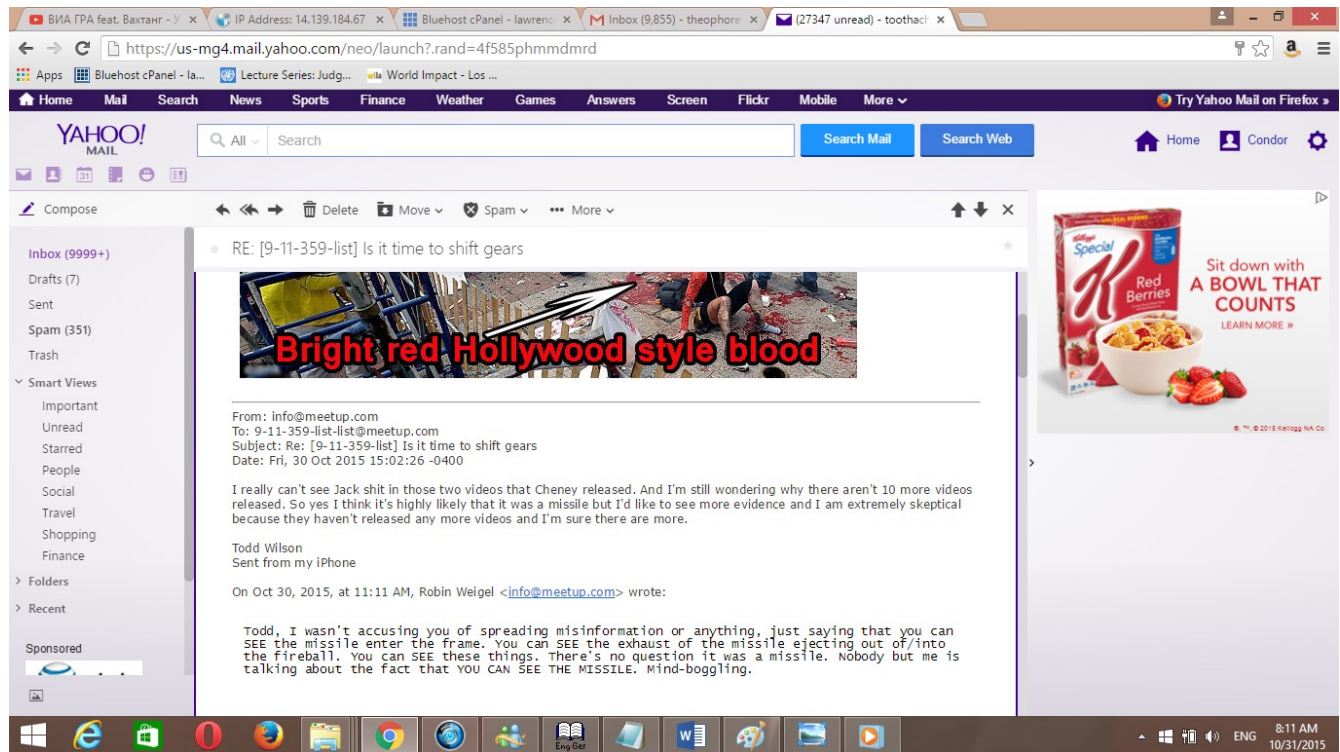 ВИА ГРА feat. Вахтанг - У
IP Address: 14.139.184.67
Bluehost cPanel - lawrenc
Inbox (9,855) - theophore
(27347 unread) - toothach
https://us-mg4.mail.yahoo.com/neo/launch?.rand=4f585phmmdmrd
Apps Bluehost cPanel - la... Lecture Series: Judg... World Impact - Los ...
Home Mail Search News Sports Finance Weather Games Answers Screen Flickr Mobile More Try Yahoo Mail on Firefox »
YAHOO!
MAIL
All Search Search Mail Search Web Home Condor
31
Compose
Delete Move Spam ••• More
Inbox (9999+)
Drafts (7)
Sent
Spam (351)
Trash
Smart Views
Important
Unread
Starred
People
Social
Travel
Shopping
Finance
Folders
Recent
Sponsored
RE: [9-11-359-list] Is it time to shift gears
Bright red Hollywood style blood
From: info@meetup.com
To: 9-11-359-list-list@meetup.com
Subject: Re: [9-11-359-list] Is it time to shift gears
Date: Fri, 30 Oct 2015 15:02:26 -0400
I really can't see Jack shit in those two videos that Cheney released. And I'm still wondering why there aren't 10 more videos
released. So yes I think it's highly likely that it was a missile but I'd like to see more evidence and I am extremely skeptical
because they haven't released any more videos and I'm sure there are more.
Todd Wilson
Sent from my iPhone
On Oct 30, 2015, at 11:11 AM, Robin Weigel <info@meetup.com> wrote:
Todd, I wasn't accusing you of spreading misinformation or anything, just saying that you can
SEE the missile enter the frame. You can SEE the exhaust of the missile ejecting out of/into
the fireball. You can SEE these things. There's no question it was a missile. Nobody but me is
talking about the fact that YOU CAN SEE THE MISSILE. Mind-boggling.
Kellogg's
Special
K
Red
Berries
Sit down with
A BOWL THAT
COUNTS
LEARN MORE »
®, ™, © 2015 Kellogg NA Co
Eng Ger
ENG
8:11 AM
10/31/2015